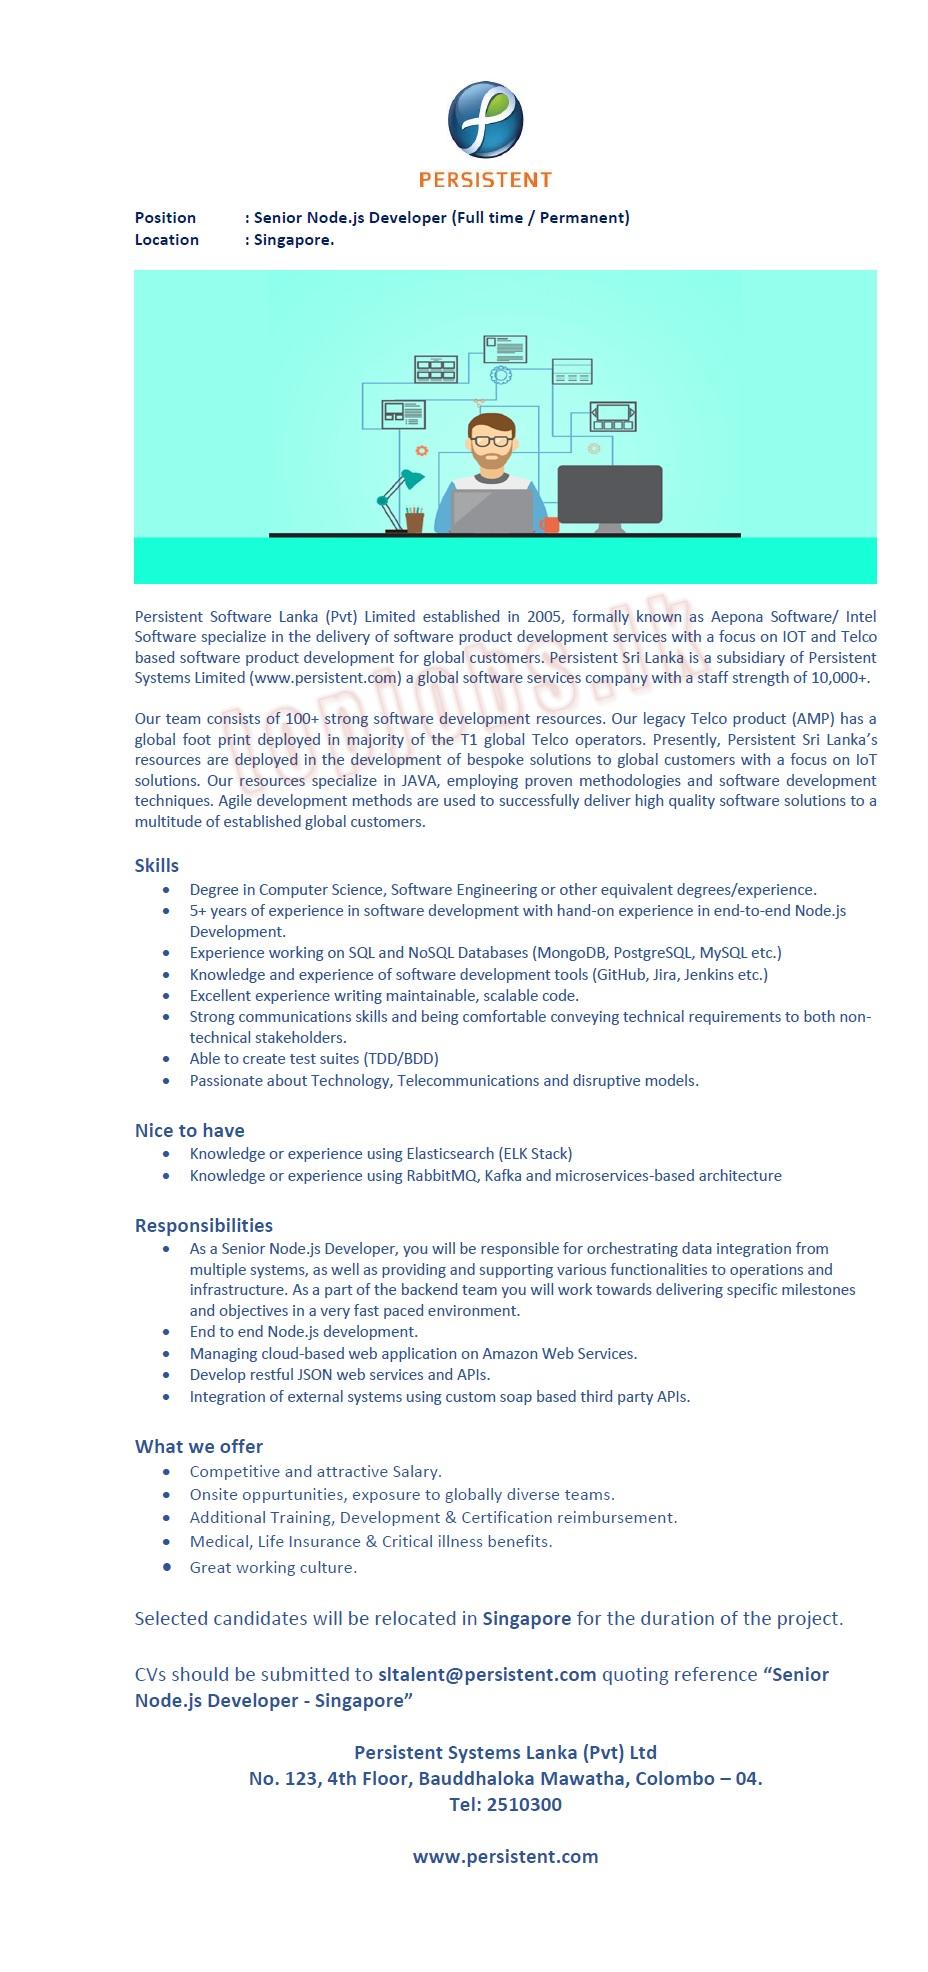 PERSISTENT
Position : Senior Node.js Developer (Full time / Permanent)
Location : Singapore.
Persistent Software Lanka (Pvt) Limited established in 2005, formally known as Aepona Software/ Intel
Software specialize in the delivery of software product development services with a focus on IOT and Telco
based software product development for global customers. Persistent Sri Lanka is a subsidiary of Persistent
Systems Limited (www.persistent.com) a global software services company with a staff strength of 10,000+.
Our team consists of 100+ strong software development resources. Our legacy Telco product (AMP) has a
global foot print deployed in majority of the T1 global Telco operators. Presently, Persistent Sri Lanka’s
resources are deployed in the development of bespoke solutions to global customers with a focus on IoT
solutions. Our resources specialize in JAVA, employing proven methodologies and software development
techniques. Agile development methods are used to successfully deliver high quality software solutions to a
multitude of established global customers.
topjobs.lk
Skills
• Degree in Computer Science, Software Engineering or other equivalent degrees/experience.
• 5+ years of experience in software development with hand-on experience in end-to-end Node.js
Development.
• Experience working on SQL and NoSQL Databases (MongoDB, PostgreSQL, MySQL etc.)
• Knowledge and experience of software development tools (GitHub, Jira, Jenkins etc.)
• Excellent experience writing maintainable, scalable code.
• Strong communications skills and being comfortable conveying technical requirements to both non-
technical stakeholders.
• Able to create test suites (TDD/BDD)
• Passionate about Technology, Telecommunications and disruptive models.
Nice to have
• Knowledge or experience using Elasticsearch (ELK Stack)
• Knowledge or experience using RabbitMQ, Kafka and microservices-based architecture
Responsibilities
• As a Senior Node.js Developer, you will be responsible for orchestrating data integration from
multiple systems, as well as providing and supporting various functionalities to operations and
infrastructure. As a part of the backend team you will work towards delivering specific milestones
and objectives in a very fast paced environment.
• End to end Node.js development.
• Managing cloud-based web application on Amazon Web Services.
• Develop restful JSON web services and APIs.
• Integration of external systems using custom soap based third party APIs.
What we offer
• Competitive and attractive Salary.
• Onsite oppurtunities, exposure to globally diverse teams.
• Additional Training, Development & Certification reimbursement.
• Medical, Life Insurance & Critical illness benefits.
• Great working culture.
Selected candidates will be relocated in Singapore for the duration of the project.
CVs should be submitted to sltalent@persistent.com quoting reference “Senior
Node.js Developer - Singapore”
Persistent Systems Lanka (Pvt) Ltd
No. 123, 4th Floor, Bauddhaloka Mawatha, Colombo – 04.
Tel: 2510300
www.persistent.com